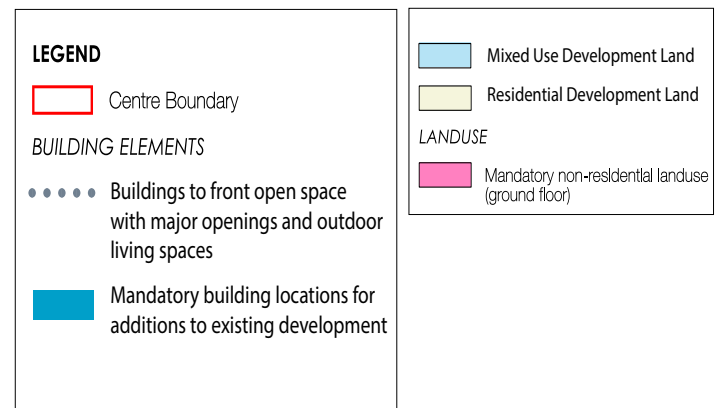 LEGEND
Centre Boundary
BUILDING ELEMENTS
Buildings to front open space
with major openings and outdoor
living spaces
Mandatory building locations for
additions to existing development
Mixed Use Development Land
Residential Development Land
LANDUSE
Mandatory non-residential landuse
(ground floor)